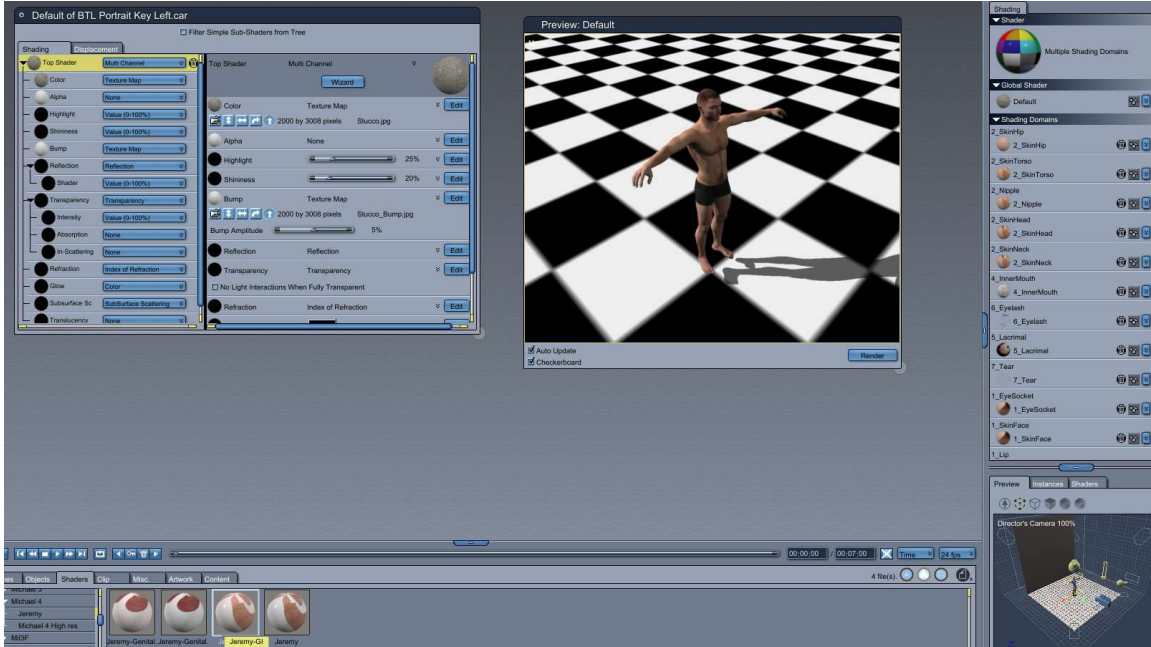 Default of BTL Portrait Key Left.car
Filter Simple Sub-Shaders from Tree
Shading
Displacement
Top Shader
Multi Channel
Color
Texture Map
Alpha
None
Highlight
Value (0-100%)
Shininess
Value (0-100%)
Bump
Texture Map
Reflection
Reflection
Shader
Value (0-100%)
Transparency
Transparency
Intensity
Value (0-100%)
Absorption
None
In-Scattering
None
Refraction
Index of Refraction
Glow
Color
Subsurface Sc
SubSurface Scattering
Translucency
None
Top Shader
Multi Channel
Wizard
Color
Texture Map
Edit
2000 by 3008 pixels
Stucco.jpg
Alpha
None
Edit
Highlight
25%
Edit
Shininess
20%
Edit
Bump
Texture Map
Edit
2000 by 3008 pixels
Stucco_Bump.jpg
Bump Amplitude
5%
Reflection
Reflection
Edit
Transparency
Transparency
Edit
No Light Interactions When Fully Transparent
Refraction
Index of Refraction
Edit
Preview: Default
Auto Update
Checkerboard
Render
Shading
Shader
Multiple Shading Domains
Global Shader
Default
Shading Domains
2_SkinHip
2_SkinHip
2_SkinTorso
2_SkinTorso
2_Nipple
2_Nipple
2_SkinHead
2_SkinHead
2_SkinNeck
2_SkinNeck
4_InnerMouth
4_InnerMouth
6_Eyelash
6_Eyelash
5_Lacrimal
5_Lacrimal
7_Tear
7_Tear
1_EyeSocket
1_EyeSocket
1_SkinFace
1_SkinFace
1_Lip
Preview
Instances
Shaders
Director's Camera 100%
Z
00:00:00 / 00:07:00
Time
24 fps
Objects
Shaders
Clip
Misc.
Artwork
Content
4 file(s).
Michael 3
Michael 4
Jeremy
Michael 4 High res
MI3F
Jeremy-Genital.
Jeremy-Genital.
Jeremy-GI
Jeremy